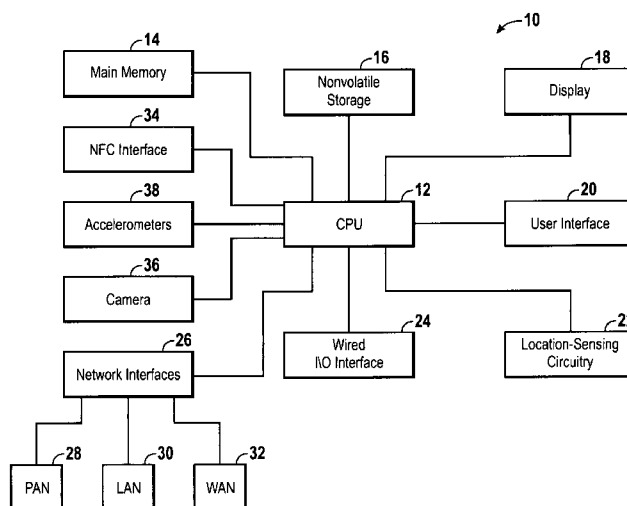 10
14
Main Memory
16
Nonvolatile
Storage
18
Display
34
NFC Interface
38
Accelerometers
12
CPU
20
User Interface
36
Camera
26
Network Interfaces
24
Wired
I\O Interface
Location-Sensing
Circuitry
28
PAN
30
LAN
32
WAN